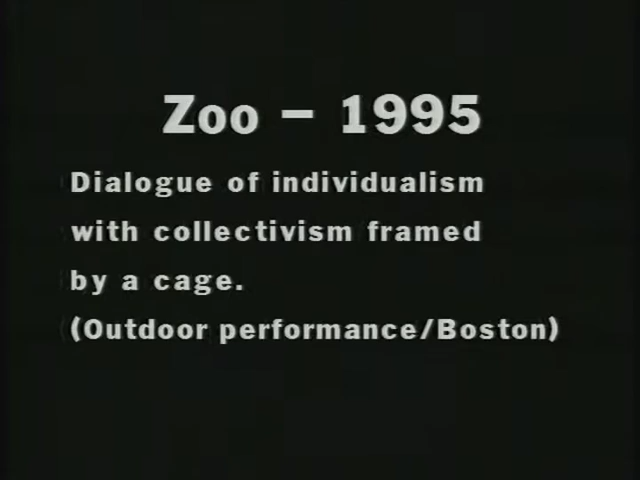 Zoo – 1995
Dialogue of individualism
with collectivism framed
by a cage.
(Outdoor performance/Boston)